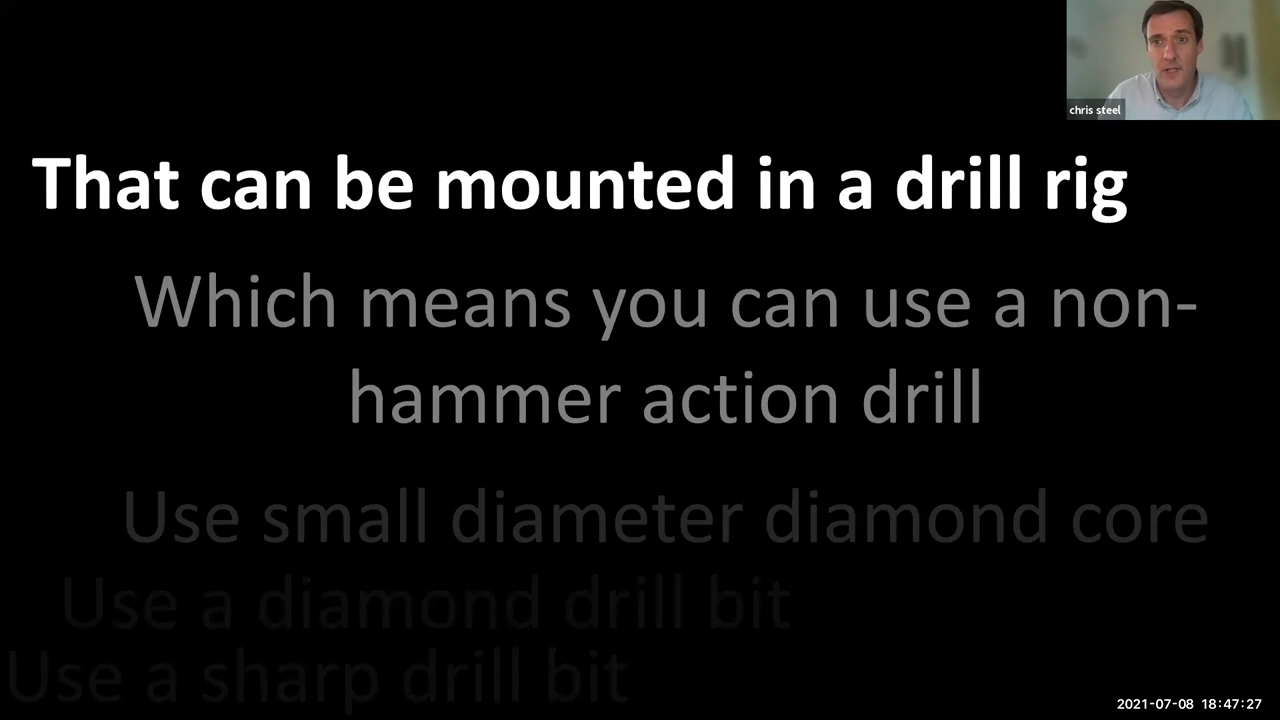 chris steel
That can be mounted in a drill rig
Which means you can use a non-
hammer action drill
Use small diameter diamond core
Use a diamond drill bit
Use a sharp drill bit
2021-07-08 18:47:27